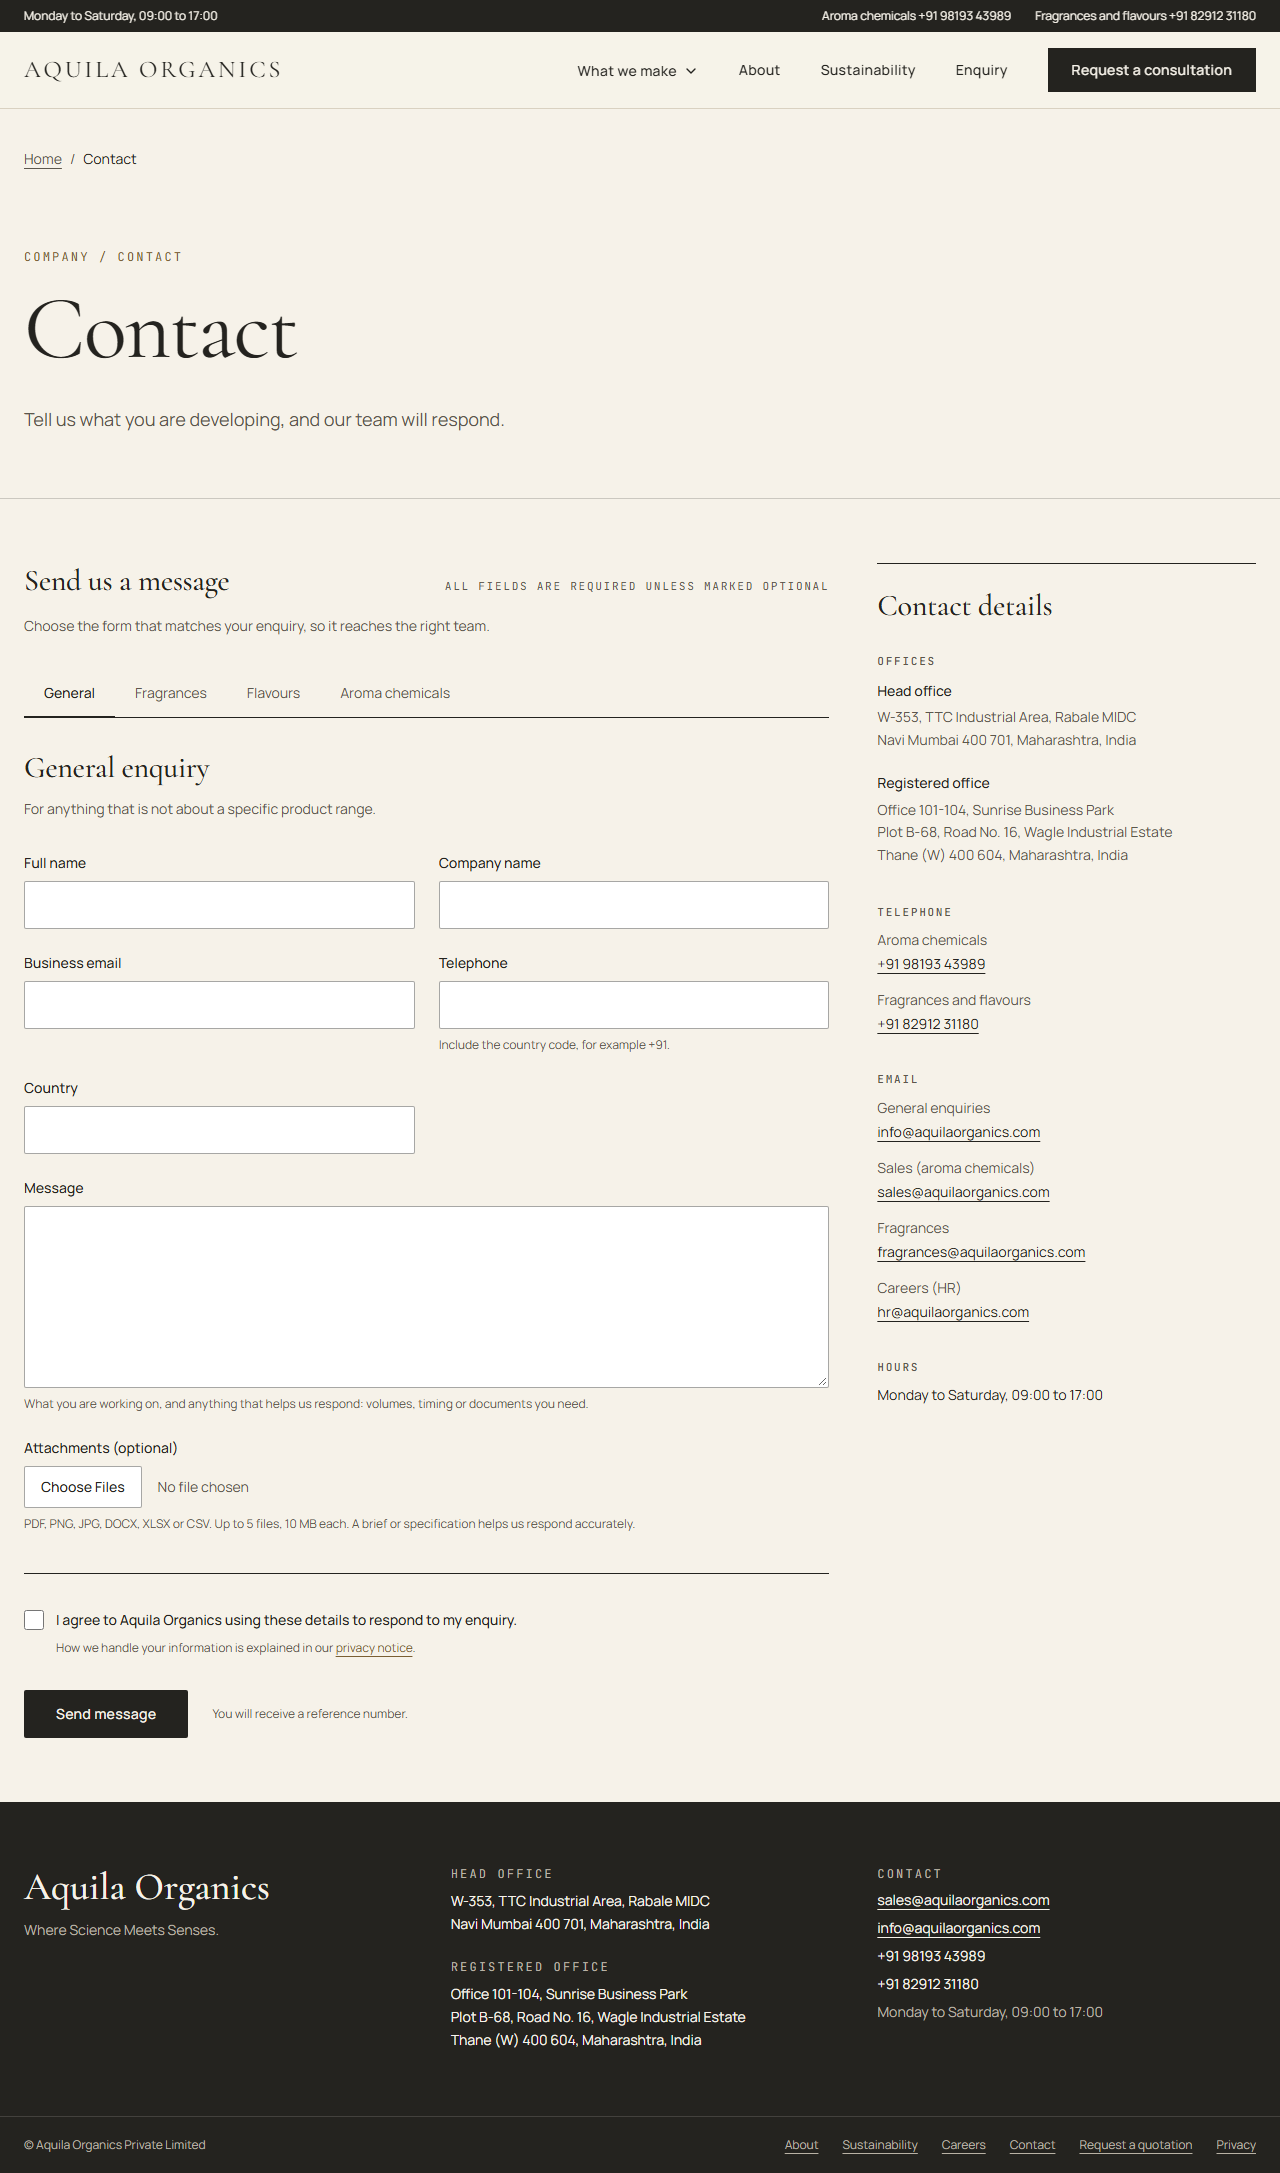 Monday to Saturday, 09:00 to 17:00
Aroma chemicals +91 98193 43989
Fragrances and flavours +91 82912 31180
AQUILA ORGANICS
What we make
About
Sustainability
Enquiry
Request a consultation
Home / Contact
COMPANY / CONTACT
Contact
Tell us what you are developing, and our team will respond.
Send us a message
ALL FIELDS ARE REQUIRED UNLESS MARKED OPTIONAL
Choose the form that matches your enquiry, so it reaches the right team.
General
Fragrances
Flavours
Aroma chemicals
General enquiry
For anything that is not about a specific product range.
Full name
Company name
Business email
Telephone
Include the country code, for example +91.
Country
Message
What you are working on, and anything that helps us respond: volumes, timing or documents you need.
Attachments (optional)
Choose Files
No file chosen
PDF, PNG, JPG, DOCX, XLSX or CSV. Up to 5 files, 10 MB each. A brief or specification helps us respond accurately.
I agree to Aquila Organics using these details to respond to my enquiry.
How we handle your information is explained in our privacy notice.
Send message
You will receive a reference number.
Contact details
OFFICES
Head office
W-353, TTC Industrial Area, Rabale MIDC
Navi Mumbai 400 701, Maharashtra, India
Registered office
Office 101-104, Sunrise Business Park
Plot B-68, Road No. 16, Wagle Industrial Estate
Thane (W) 400 604, Maharashtra, India
TELEPHONE
Aroma chemicals
+91 98193 43989
Fragrances and flavours
+91 82912 31180
EMAIL
General enquiries
info@aquilaorganics.com
Sales (aroma chemicals)
sales@aquilaorganics.com
Fragrances
fragrances@aquilaorganics.com
Careers (HR)
hr@aquilaorganics.com
HOURS
Monday to Saturday, 09:00 to 17:00
Aquila Organics
Where Science Meets Senses.
HEAD OFFICE
W-353, TTC Industrial Area, Rabale MIDC
Navi Mumbai 400 701, Maharashtra, India
REGISTERED OFFICE
Office 101-104, Sunrise Business Park
Plot B-68, Road No. 16, Wagle Industrial Estate
Thane (W) 400 604, Maharashtra, India
CONTACT
sales@aquilaorganics.com
info@aquilaorganics.com
+91 98193 43989
+91 82912 31180
Monday to Saturday, 09:00 to 17:00
© Aquila Organics Private Limited
About
Sustainability
Careers
Contact
Request a quotation
Privacy